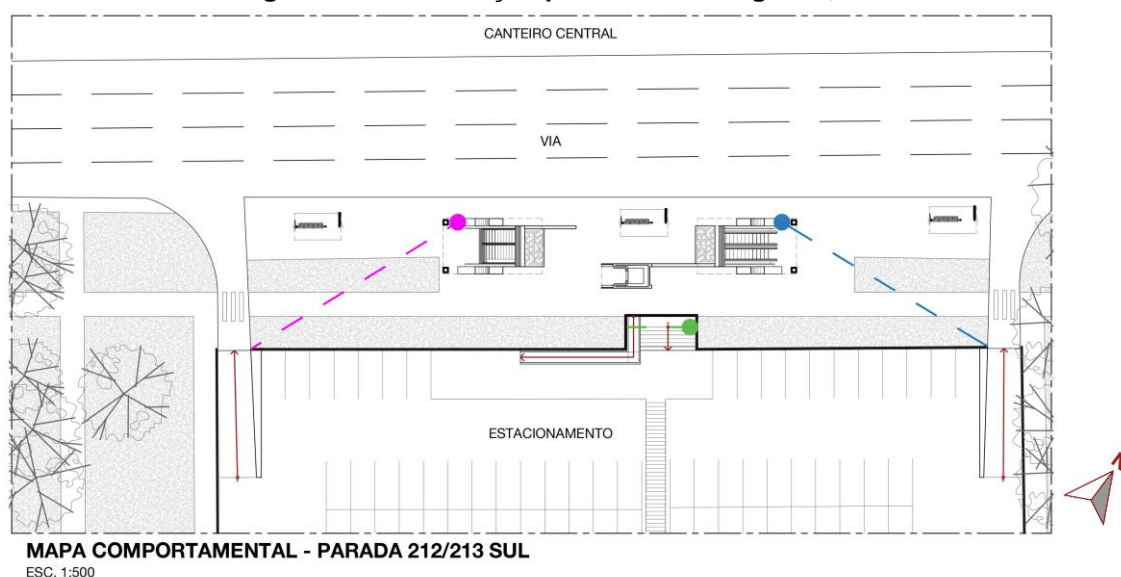 CANTEIRO CENTRAL
VIA
ESTACIONAMENTO
MAPA COMPORTAMENTAL - PARADA 212/213 SUL
ESC. 1:500